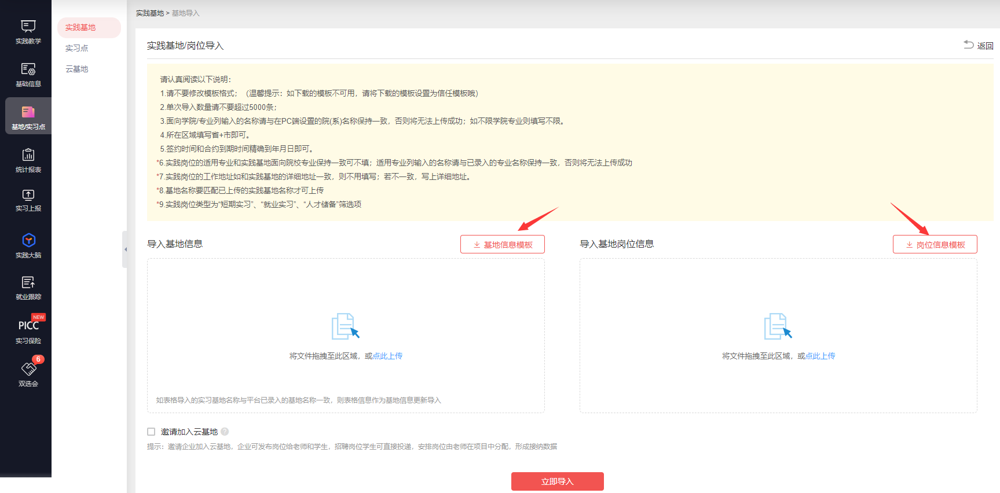 实践教学
基础信息
基地/实习点
统计报表
实习上报
实践大脑
就业跟踪
PICC
NEW
实习保险
6
双选会
实践基地
实习点
云基地
实践基地 > 基地导入
实践基地/岗位导入
返回
请认真阅读以下说明：
1.请不要修改模板格式；（温馨提示：如下载的模板不可用，请将下载的模板设置为信任模板哦）
2.单次导入数量请不要超过5000条；
3.面向学院/专业列输入的名称请与在PC端设置的院(系)名称保持一致，否则将无法上传成功；如不限学院专业则填写不限。
4.所在区域填写省+市即可。
5.签约时间和合约到期时间精确到年月日即可。
*6.实践岗位的适用专业和实践基地面向院校专业保持一致可不填；适用专业列输入的名称请与已录入的专业名称保持一致，否则将无法上传成功
*7.实践岗位的工作地址如和实践基地的详细地址一致，则不用填写；若不一致，写上详细地址。
*8.基地名称要匹配已上传的实践基地名称才可上传
*9.实践岗位类型为“短期实习”、“就业实习”、“人才储备”筛选项
导入基地信息
基地信息模板
将文件拖拽至此区域，或点此上传
如表格导入的实习基地名称与平台已录入的基地名称一致，则表格信息作为基地信息更新导入
导入基地岗位信息
岗位信息模板
将文件拖拽至此区域，或点此上传
邀请加入云基地 ?
提示：邀请企业加入云基地，企业可发布岗位给老师和学生，招聘岗位学生可直接投递，安排岗位由老师在项目中分配，形成接纳数据
立即导入